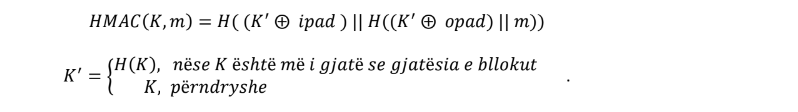 HMAC(K,m) = H( (K′ ⊕ ipad ) || H((K′ ⊕ opad) || m))
K′ = { H(K), nëse K është më i gjatë se gjatësia e bllokut
K, përndryshe .